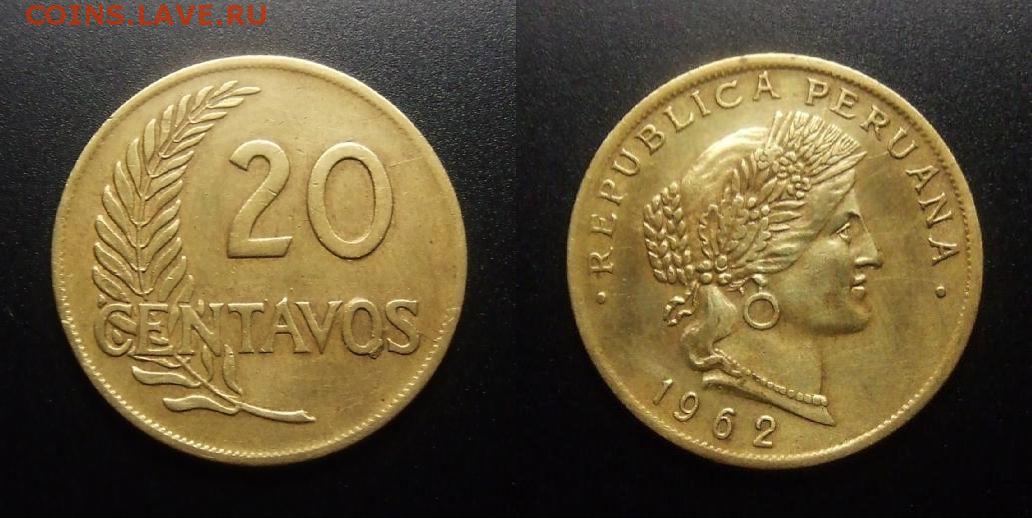 COINS.LAVE.RU
20
CENTAVOS
· REPUBLICA PERUANA ·
1962